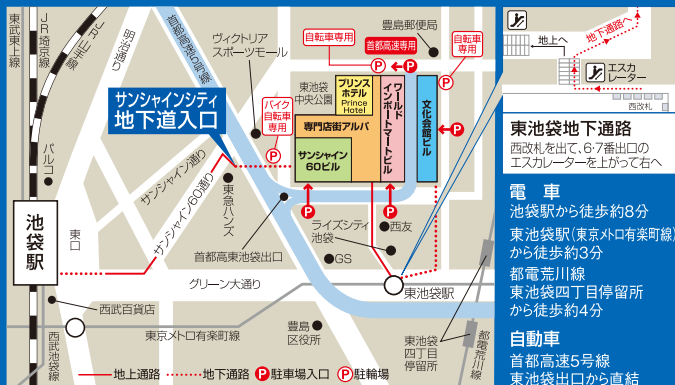 東武東上線
JR埼京線
JR山手線
明治通り
首都高速5号線
ヴィクトリア
スポーツモール
自転車専用
豊島郵便局
首都高速専用
自転車
専用
東池袋
中央公園
プリンス
ホテル
Prince
Hotel
ワールド
インポートマートビル
文化会館ビル
専門店街アルパ
サンシャイン
60ビル
バイク
自転車
専用
サンシャインシティ
地下道入口
パルコ
サンシャイン通り
サンシャイン60通り
東急ハンズ
首都高東池袋出口
ライズシティ
池袋
西友
GS
池袋駅
東口
グリーン大通り
東池袋駅
西武百貨店
西武池袋線
東京メトロ有楽町線
豊島
区役所
東池袋
四丁目
停留所
都電荒川線
地上通路
地下通路
P駐車場入口
P駐輪場
地上へ
地下通路へ
エスカ
レーター
西改札
東池袋地下通路
西改札を出て、6・7番出口の
エスカレーターを上がって右へ
電 車
池袋駅から徒歩約8分
東池袋駅(東京メトロ有楽町線)
から徒歩約3分
都電荒川線
東池袋四丁目停留所
から徒歩約4分
自動車
首都高速5号線
東池袋出口から直結